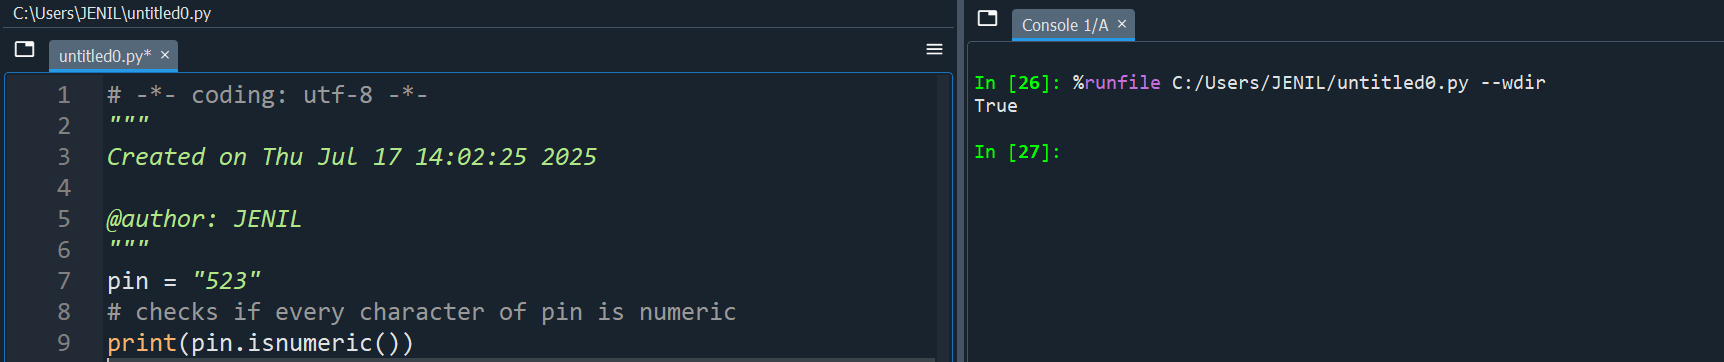 C:\Users\JENIL\untitled0.py
untitled0.py* ×
1 # -*- coding: utf-8 -*-
2 """
3 Created on Thu Jul 17 14:02:25 2025
4
5 @author: JENIL
6 """
7 pin = "523"
8 # checks if every character of pin is numeric
9 print(pin.isnumeric())
Console 1/A ×
In [26]: %runfile C:/Users/JENIL/untitled0.py --wdir
True
In [27]: